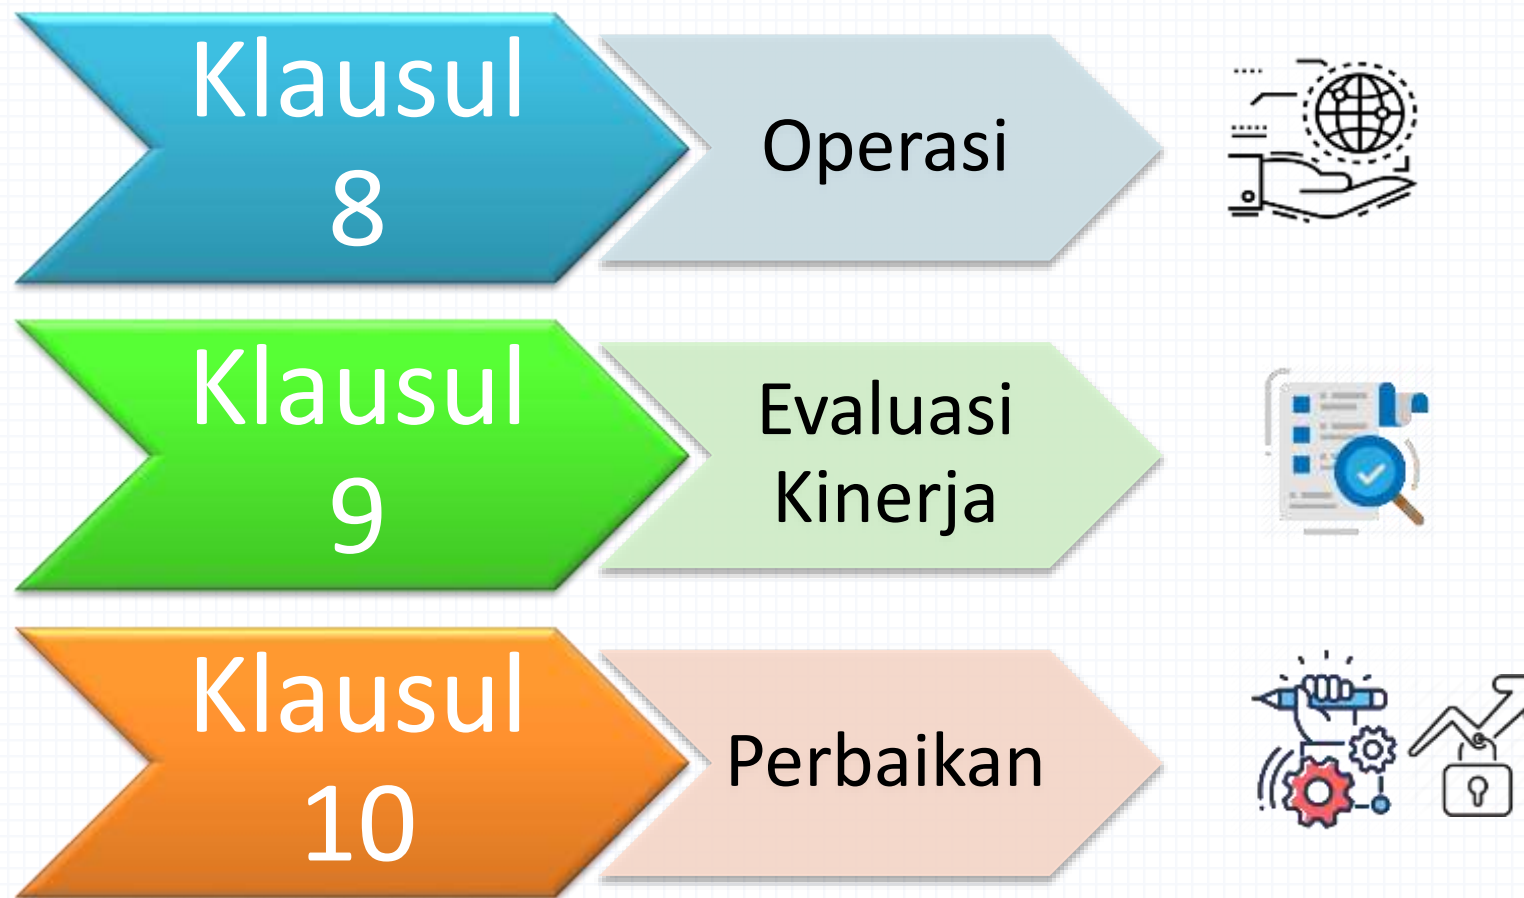 Klausul
8
Operasi
Klausul
9
Evaluasi
Kinerja
Klausul
10
Perbaikan